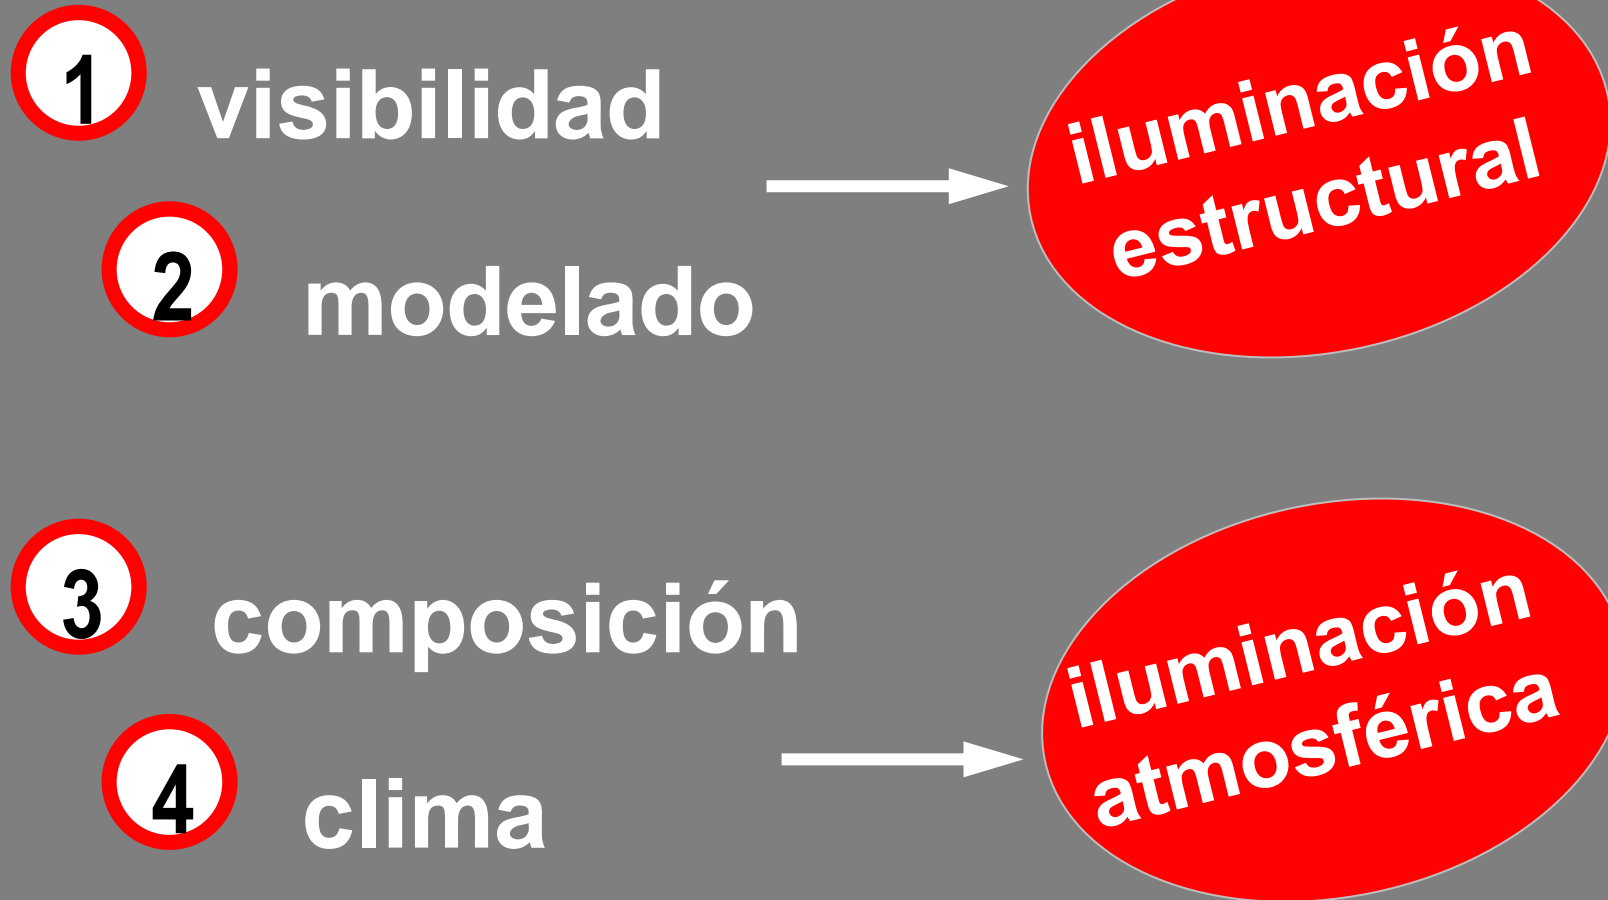 1 visibilidad
2 modelado
iluminación
estructural
3 composición
4 clima
iluminación
atmosférica